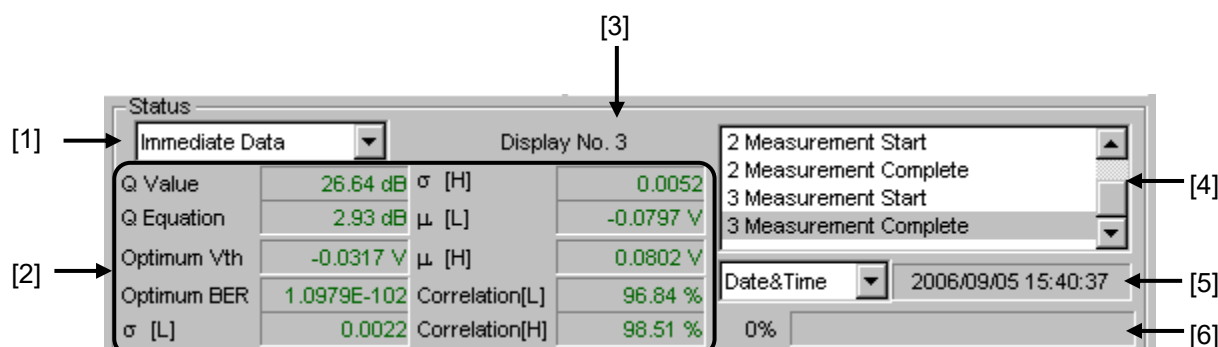 [3]
Status
[1]
Immediate Data
Display No. 3
2 Measurement Start
2 Measurement Complete
3 Measurement Start
3 Measurement Complete
[4]
Q Value 26.64 dB σ [H] 0.0052
Q Equation 2.93 dB μ [L] -0.0797 V
[2]
Optimum Vth -0.0317 V μ [H] 0.0802 V
Optimum BER 1.0979E-102 Correlation[L] 96.84 %
σ [L] 0.0022 Correlation[H] 98.51 %
Date&Time 2006/09/05 15:40:37 [5]
0% [6]